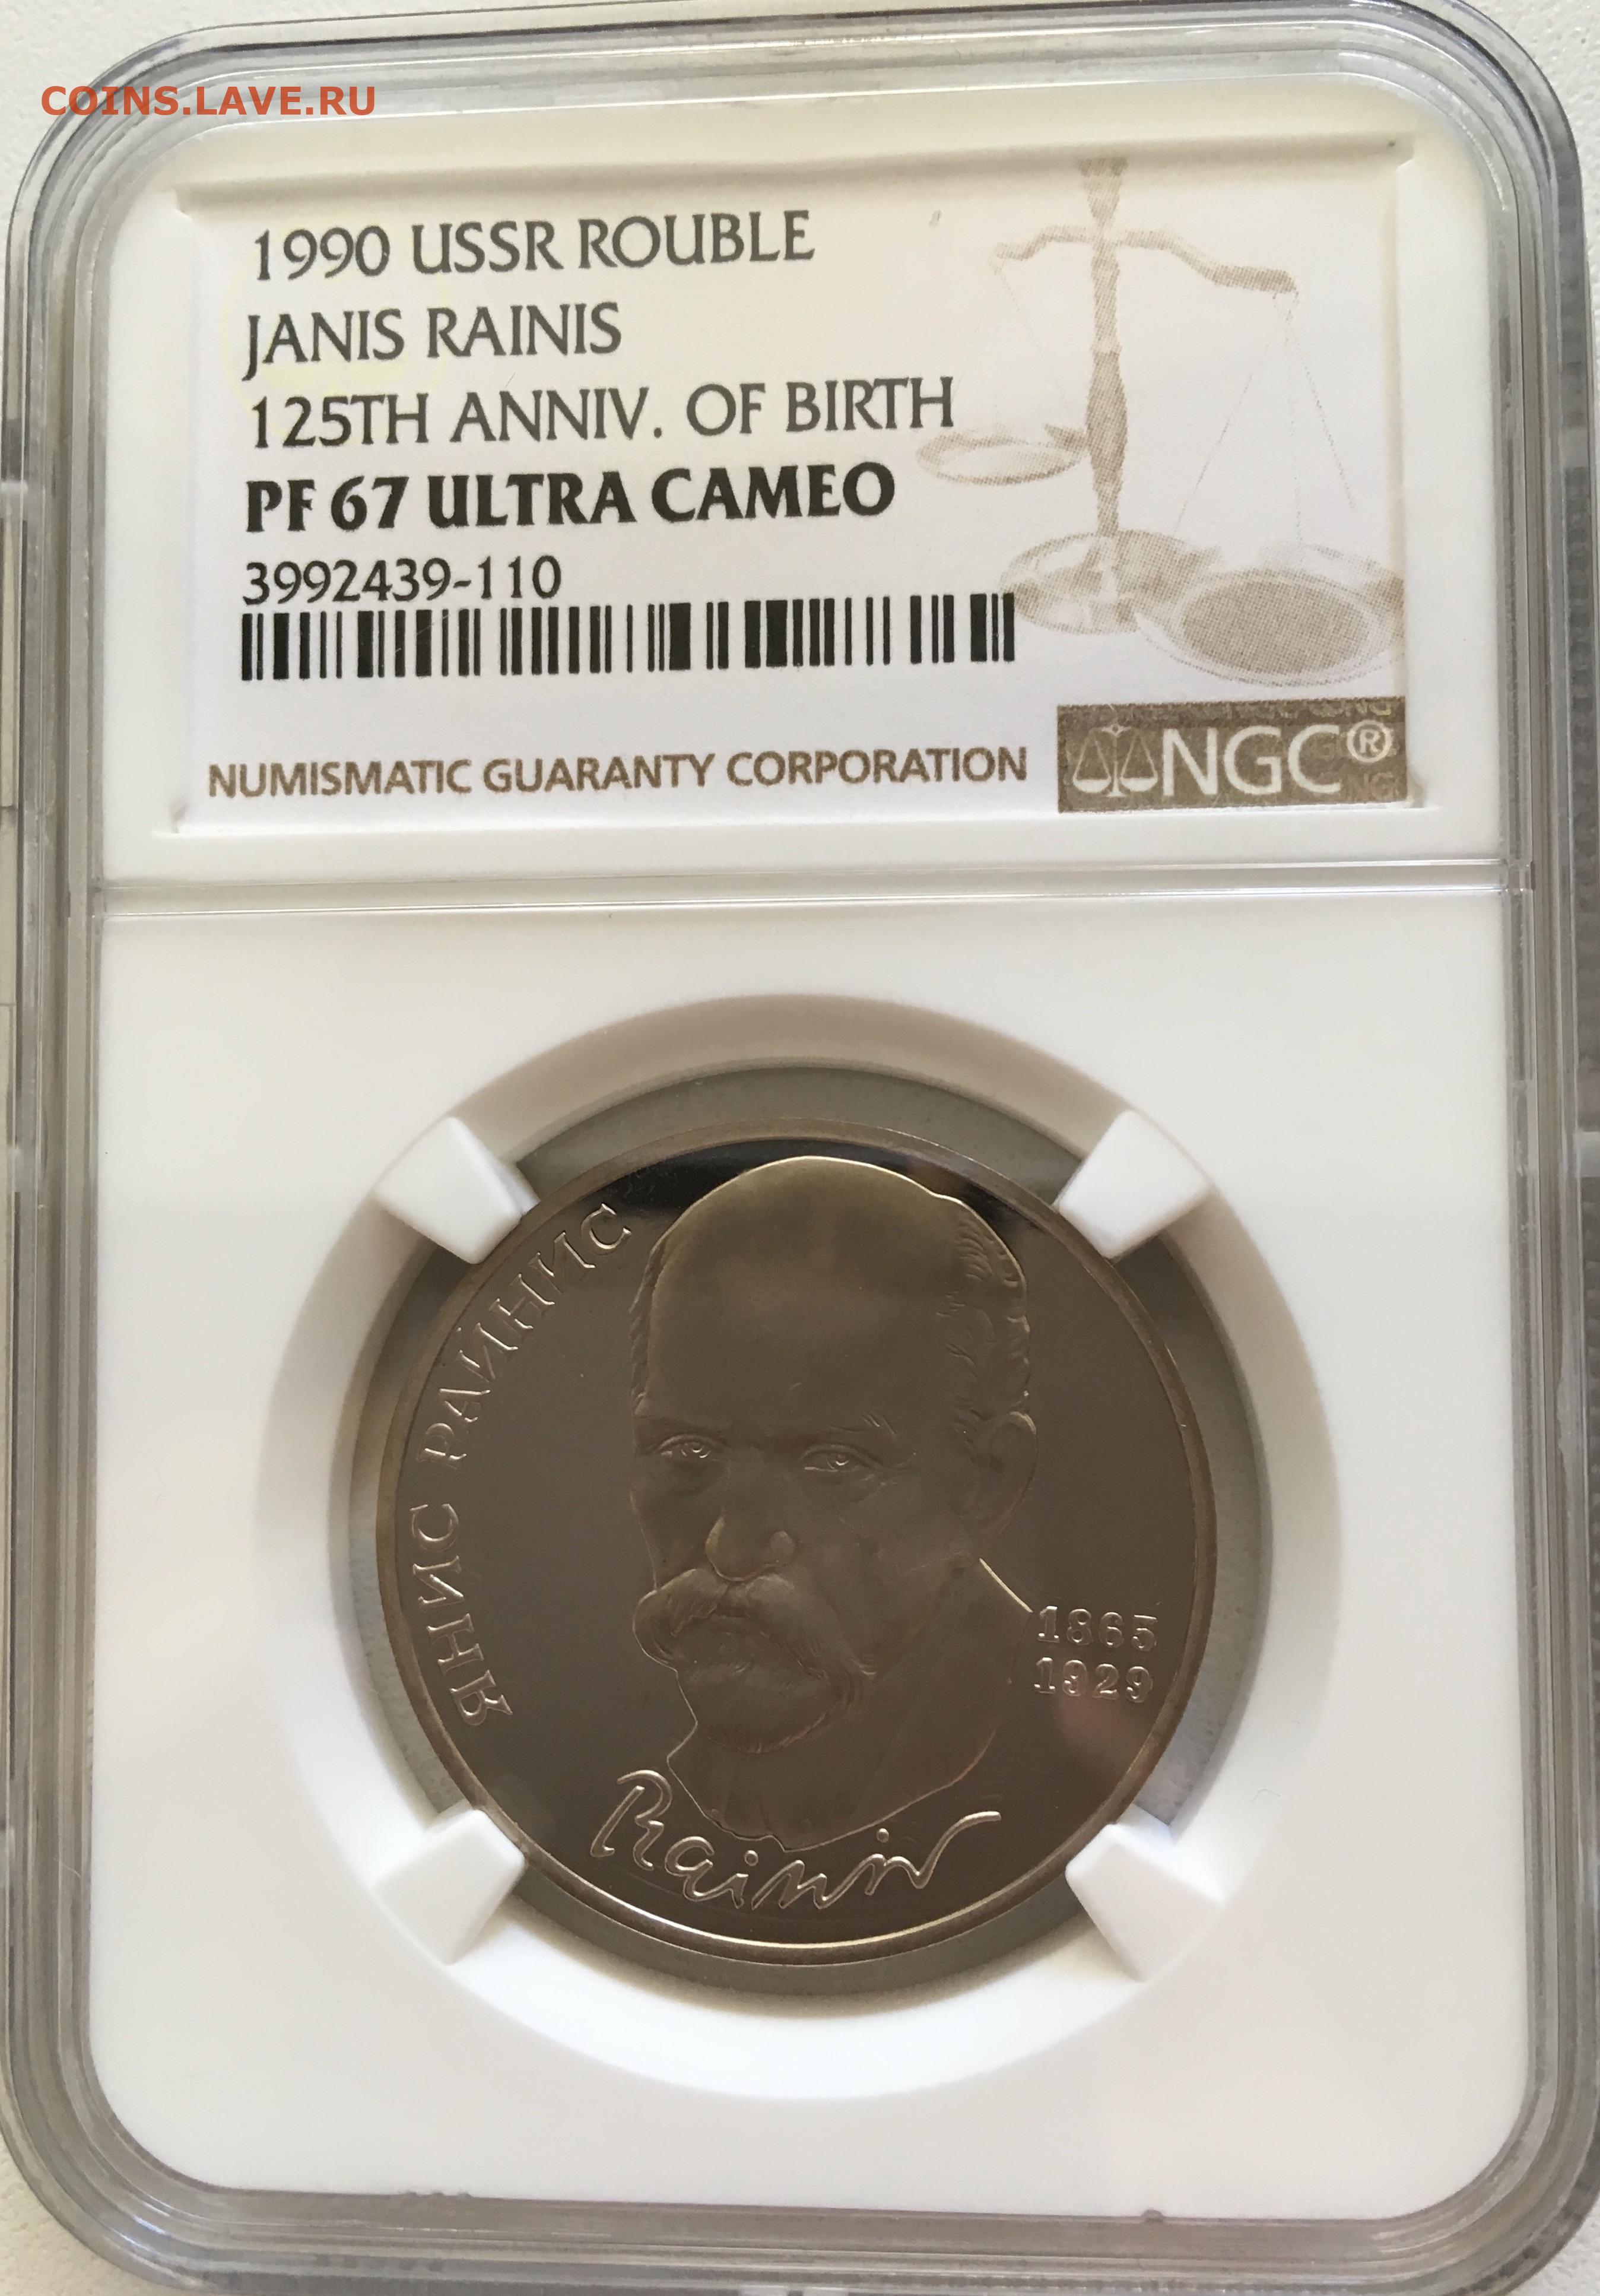 COINS.LAVE.RU
1990 USSR ROUBLE
JANIS RAINIS
125TH ANNIV. OF BIRTH
PF 67 ULTRA CAMEO
3992439-110
NUMISMATIC GUARANTY CORPORATION
NGC®
ЯНИС РАЙНИС
1865
1929
Rainis